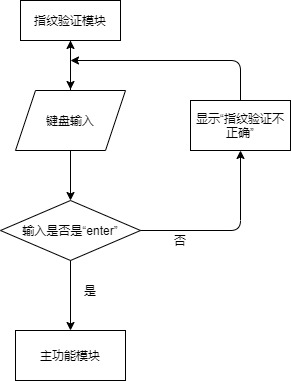 指纹验证模块
键盘输入
显示“指纹验证不
正确”
输入是否是“enter”
否
是
主功能模块